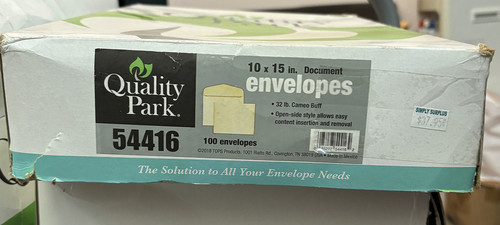 Quality
Park®
54416
10 x 15 in. Document
envelopes
• 32 lb. Cameo Buff
• Open-side style allows easy
content insertion and removal
100 envelopes
SIMPLY SURPLUS
The Solution to All Your Envelope Needs